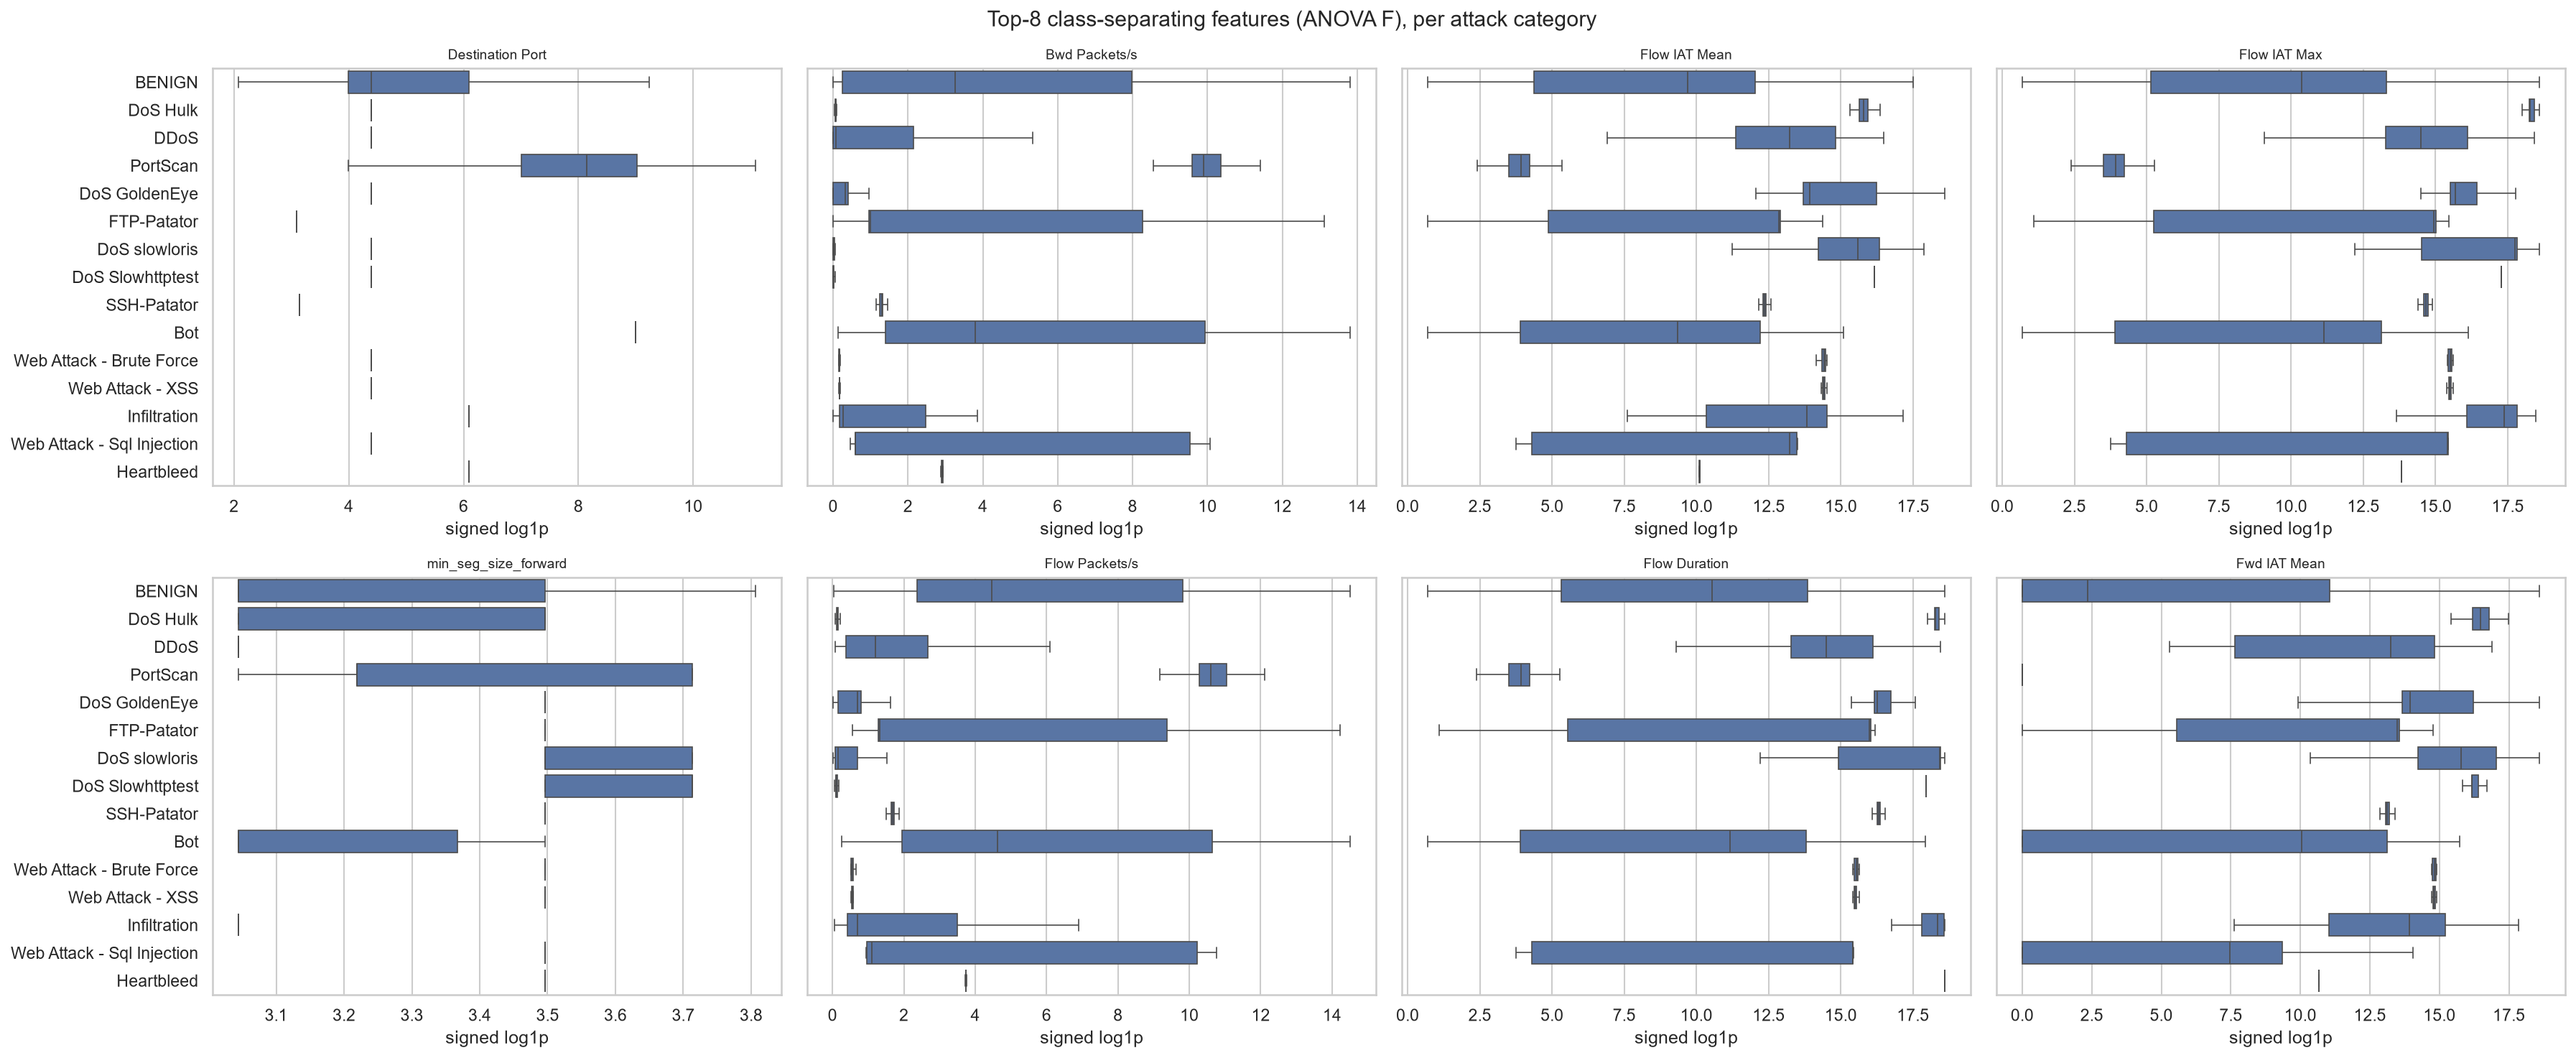 Top-8 class-separating features (ANOVA F), per attack category
Destination Port
Bwd Packets/s
Flow IAT Mean
Flow IAT Max
BENIGN
DoS Hulk
DDoS
PortScan
DoS GoldenEye
FTP-Patator
DoS slowloris
DoS Slowhttptest
SSH-Patator
Bot
Web Attack - Brute Force
Web Attack - XSS
Infiltration
Web Attack - Sql Injection
Heartbleed
2 4 6 8 10
0 2 4 6 8 10 12 14
0.0 2.5 5.0 7.5 10.0 12.5 15.0 17.5
0.0 2.5 5.0 7.5 10.0 12.5 15.0 17.5
signed log1p
signed log1p
signed log1p
signed log1p
min_seg_size_forward
Flow Packets/s
Flow Duration
Fwd IAT Mean
BENIGN
DoS Hulk
DDoS
PortScan
DoS GoldenEye
FTP-Patator
DoS slowloris
DoS Slowhttptest
SSH-Patator
Bot
Web Attack - Brute Force
Web Attack - XSS
Infiltration
Web Attack - Sql Injection
Heartbleed
3.1 3.2 3.3 3.4 3.5 3.6 3.7 3.8
0 2 4 6 8 10 12 14
0.0 2.5 5.0 7.5 10.0 12.5 15.0 17.5
0.0 2.5 5.0 7.5 10.0 12.5 15.0 17.5
signed log1p
signed log1p
signed log1p
signed log1p